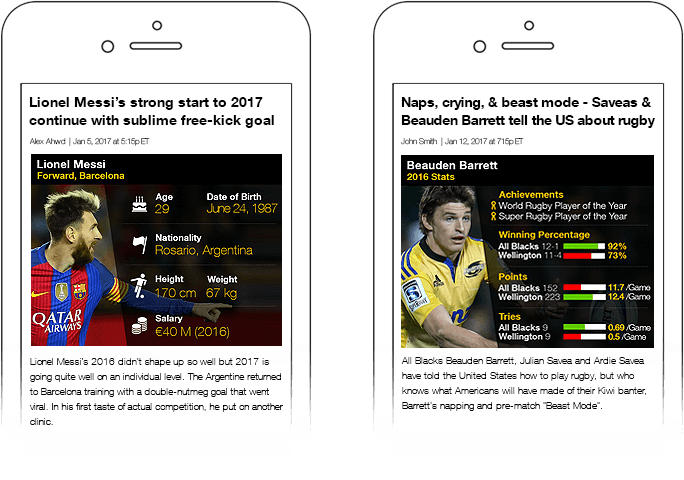 Lionel Messi's strong start to 2017
continue with sublime free-kick goal
Alex Ahwd | Jan 5, 2017 at 5:15p ET
Lionel Messi
Forward, Barcelona
Age
29
Date of Birth
June 24, 1987
Nationality
Rosario, Argentina
Height
170 cm
Weight
67 kg
Salary
€40 M (2016)
QATAR
AIRWAYS
Lionel Messi's 2016 didn't shape up so well but 2017 is
going quite well on an individual level. The Argentine returned
to Barcelona training with a double-nutmeg goal that went
viral. In his first taste of actual competition, he put on another
clinic.
Naps, crying, & beast mode - Saveas &
Beauden Barrett tell the US about rugby
John Smith | Jan 12, 2017 at 715p ET
Beauden Barrett
2016 Stats
Achievements
World Rugby Player of the Year
Super Rugby Player of the Year
Winning Percentage
All Blacks 12-1 92%
Wellington 11-4 73%
Points
All Blacks 152 11.7 /Game
Wellington 223 12.4 /Game
Tries
All Blacks 9 0.69 /Game
Wellington 9 0.5 /Game
All Blacks Beauden Barrett, Julian Savea and Ardie Savea
have told the United States how to play rugby, but who
knows what Americans will have made of their Kiwi banter,
Barrett's napping and pre-match "Beast Mode".